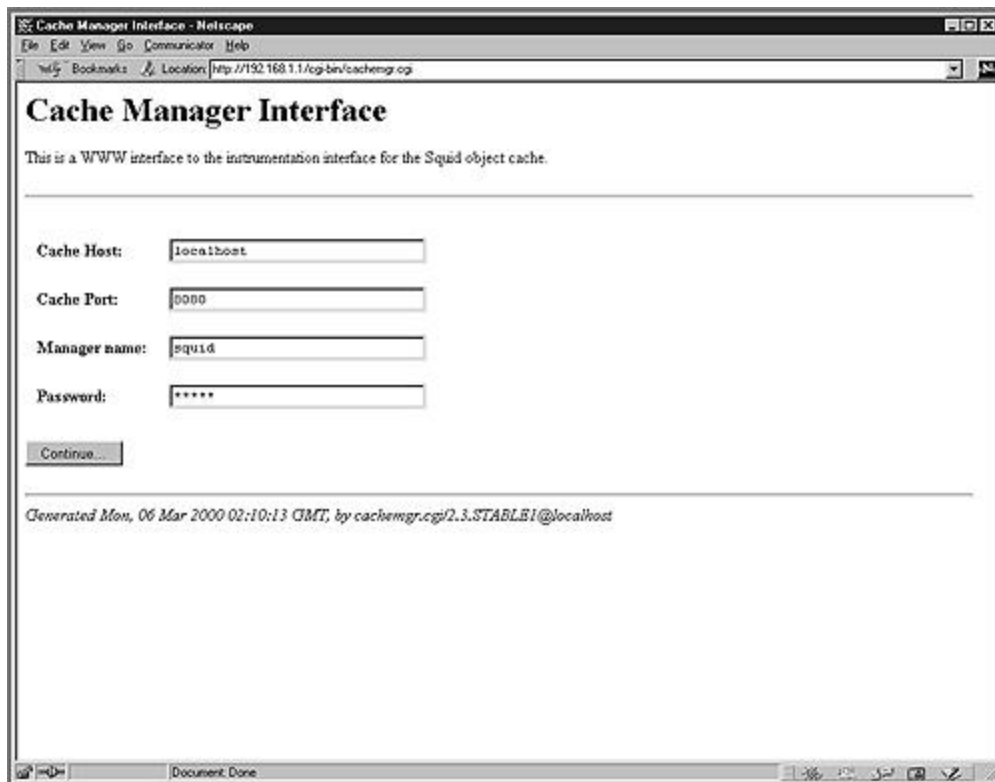 Cache Manager Interface - Netscape
File Edit View Go Communicator Help
Bookmarks Location: http://192.168.1.1/cgi-bin/cachemgr.cgi
Cache Manager Interface
This is a WWW interface to the instrumentation interface for the Squid object cache.
Cache Host: localhost
Cache Port: 8080
Manager name: squid
Password: *****
Continue...
Generated Mon, 06 Mar 2000 02:10:13 GMT, by cachemgr.cgi/2.3.STABLE1@localhost
Document: Done